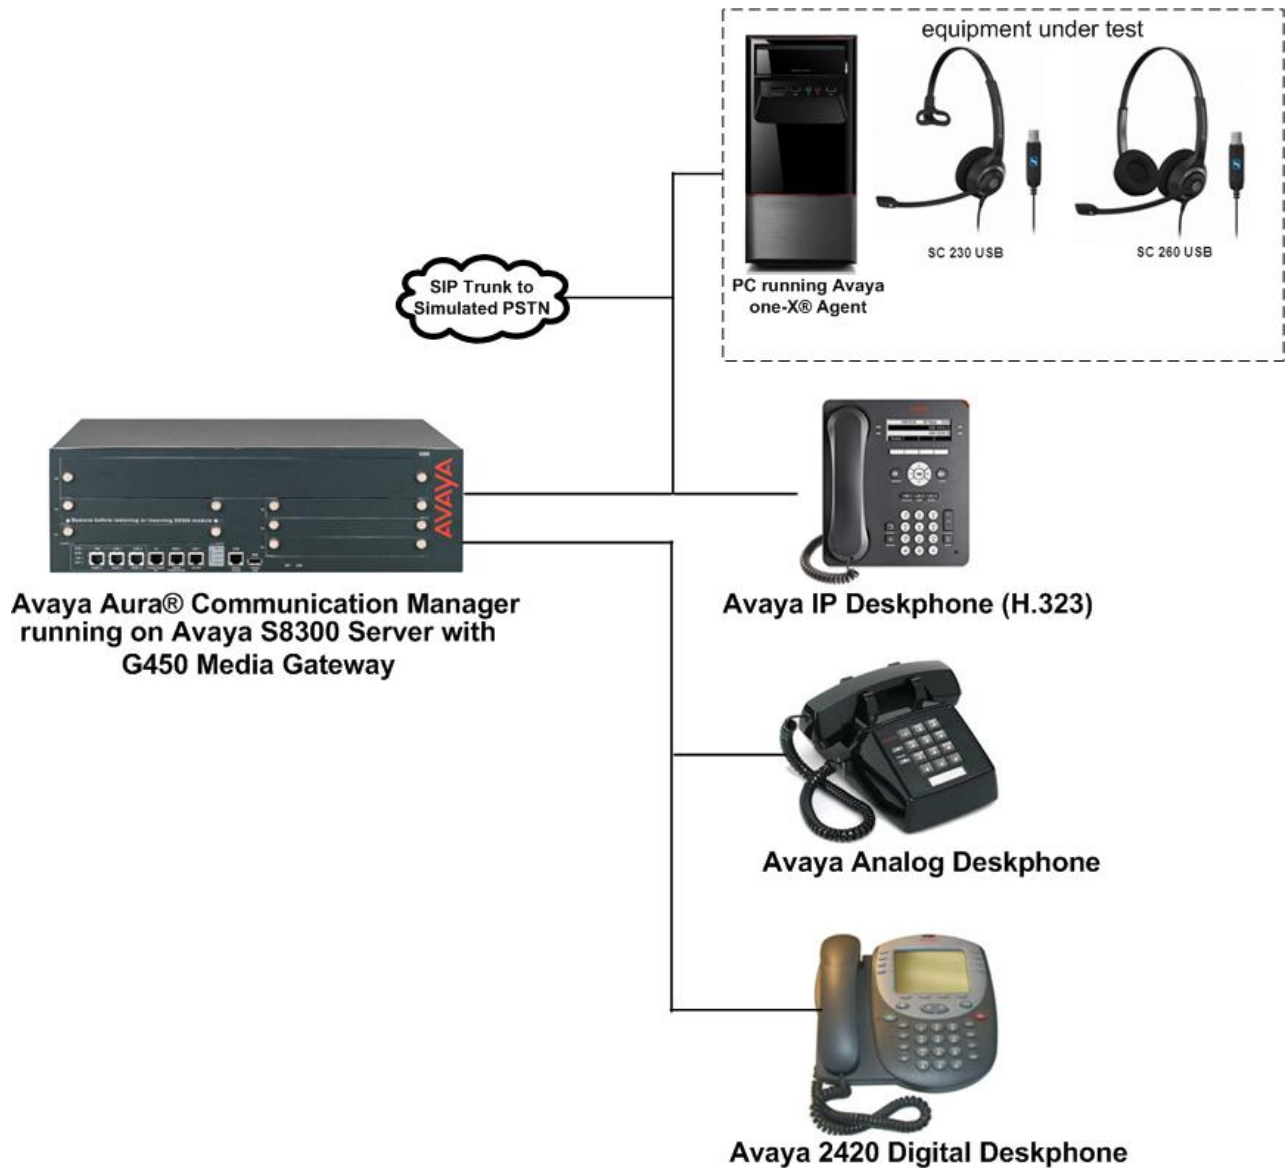 equipment under test
SC 230 USB
SC 260 USB
PC running Avaya
one-X® Agent
SIP Trunk to
Simulated PSTN
AVAYA
Avaya Aura® Communication Manager
running on Avaya S8300 Server with
G450 Media Gateway
Avaya IP Deskphone (H.323)
Avaya Analog Deskphone
Avaya 2420 Digital Deskphone